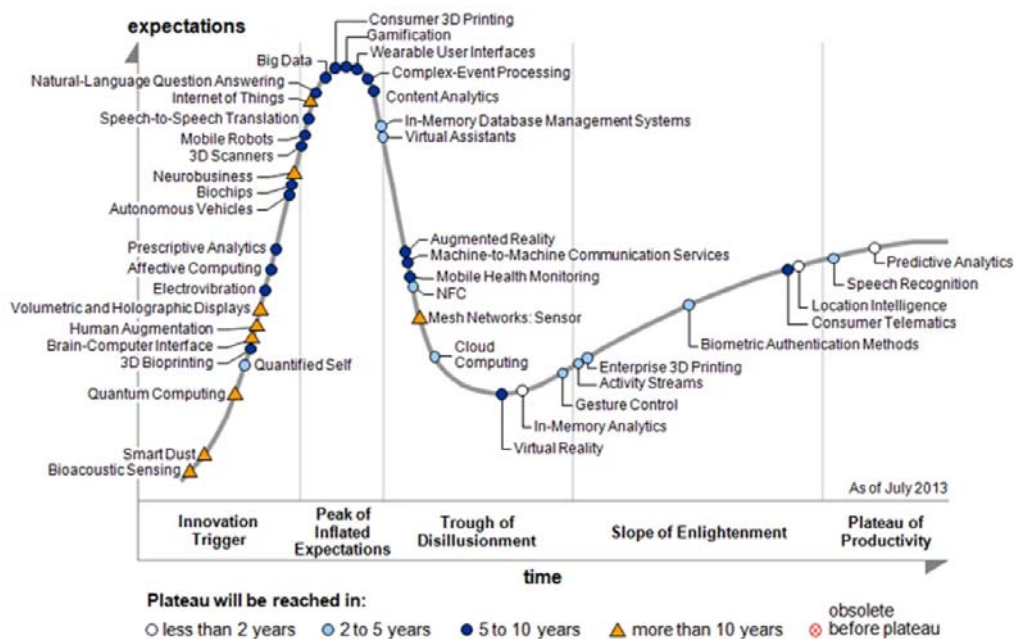 expectations
Consumer 3D Printing
Gamification
Wearable User Interfaces
Big Data
Complex-Event Processing
Natural-Language Question Answering
Content Analytics
Internet of Things
Speech-to-Speech Translation
In-Memory Database Management Systems
Mobile Robots
Virtual Assistants
3D Scanners
Neurobusiness
Biochips
Autonomous Vehicles
Augmented Reality
Prescriptive Analytics
Machine-to-Machine Communication Services
Affective Computing
Mobile Health Monitoring
Electrovibration
NFC
Volumetric and Holographic Displays
Mesh Networks: Sensor
Human Augmentation
Brain-Computer Interface
3D Bioprinting
Quantified Self
Cloud
Computing
Quantum Computing
Smart Dust
Bioacoustic Sensing
Predictive Analytics
Speech Recognition
Location Intelligence
Consumer Telematics
Biometric Authentication Methods
Enterprise 3D Printing
Activity Streams
Gesture Control
In-Memory Analytics
Virtual Reality
As of July 2013
Innovation
Trigger
Peak of
Inflated
Expectations
Trough of
Disillusionment
Slope of Enlightenment
Plateau of
Productivity
time
Plateau will be reached in:
less than 2 years
2 to 5 years
5 to 10 years
more than 10 years
obsolete
before plateau